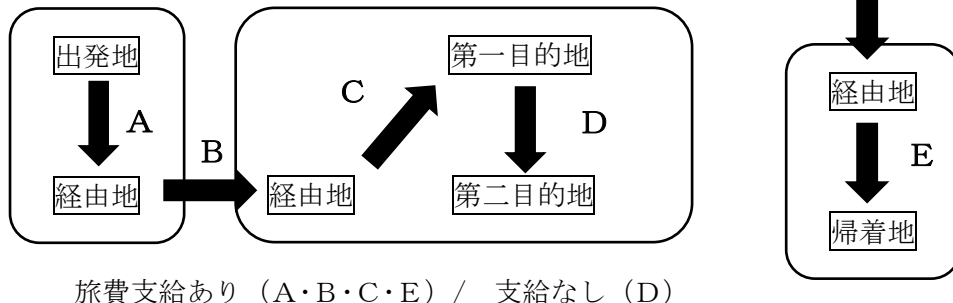 出発地
A
経由地
B
経由地
C
第一目的地
D
第二目的地
経由地
E
帰着地
旅費支給あり（A・B・C・E）/　支給なし（D）